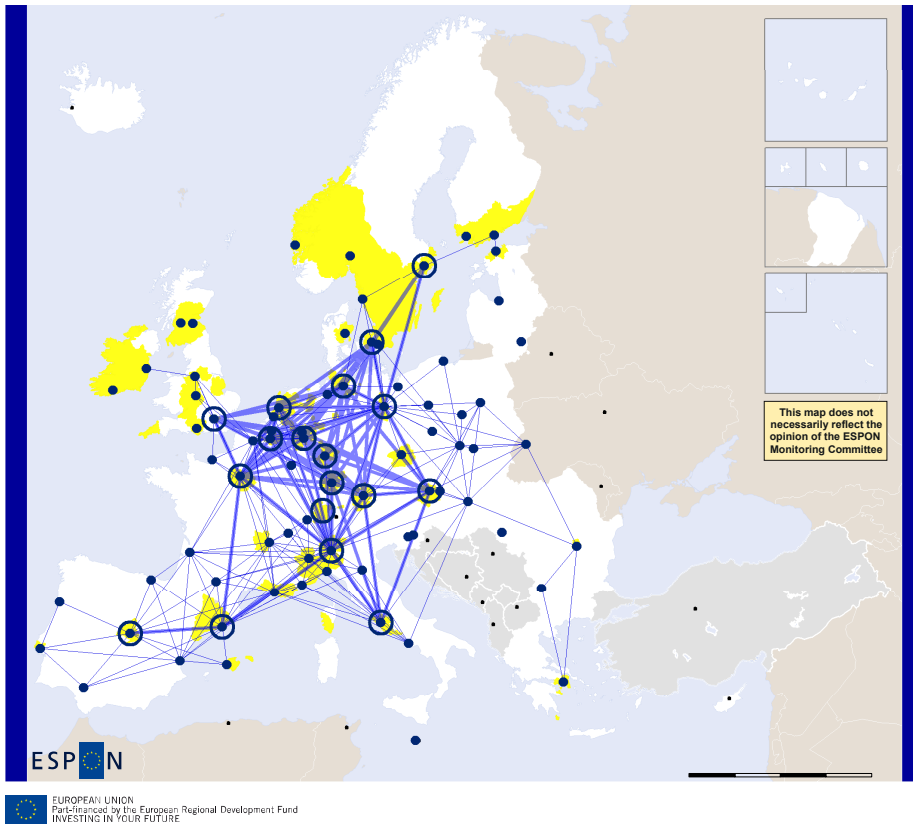 This map does not
necessarily reflect the
opinion of the ESPON
Monitoring Committee
ESPON
EUROPEAN UNION
Part-financed by the European Regional Development Fund
INVESTING IN YOUR FUTURE